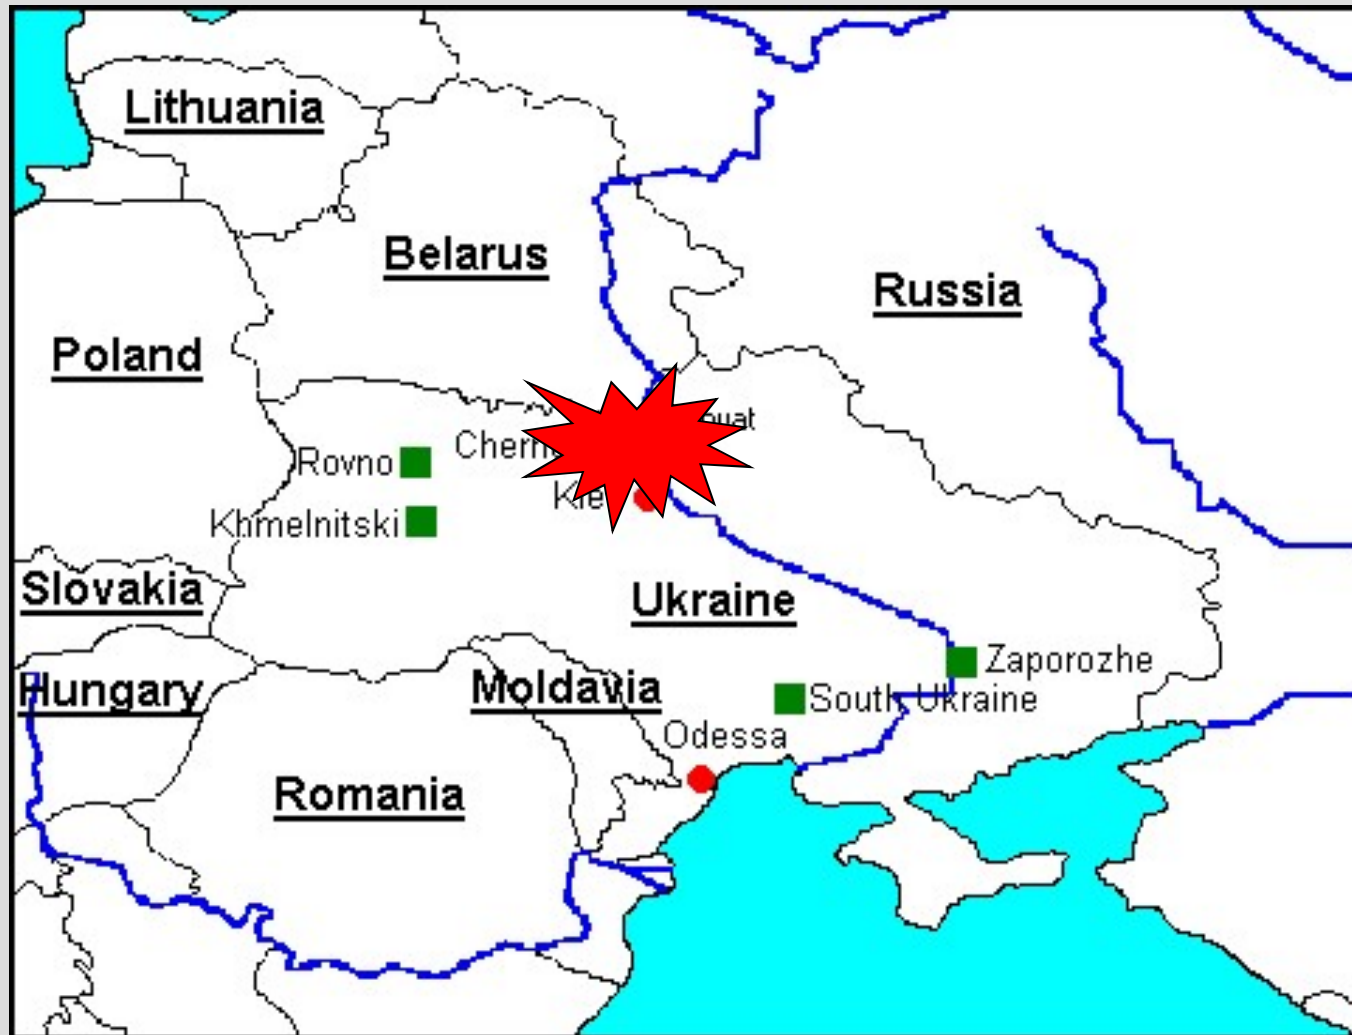 Lithuania
Belarus
Russia
Poland
Rovno
Khmelnitski
Slovakia
Ukraine
Zaporozhe
Hungary
Moldavia
South Ukraine
Odessa
Romania